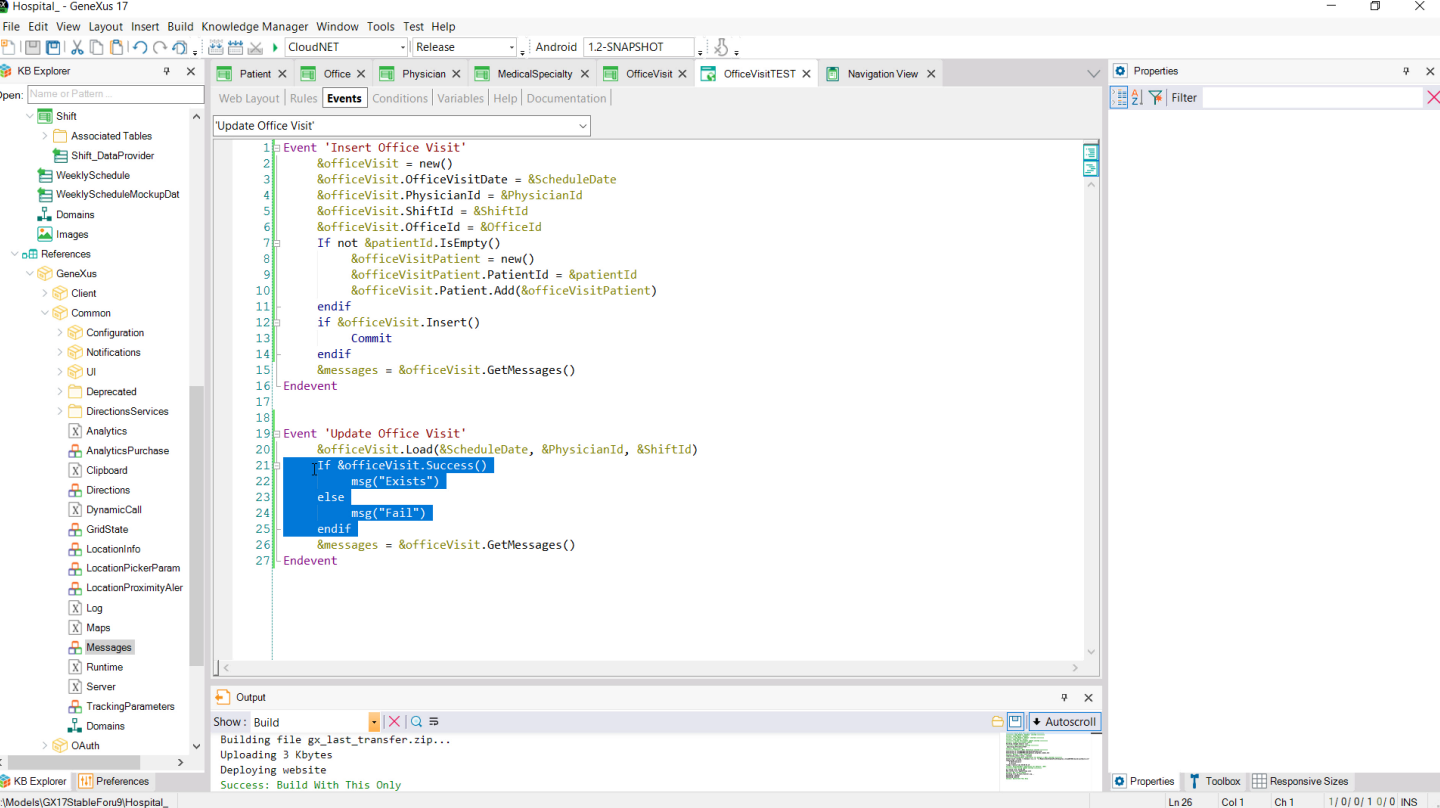 Hospital_ - GeneXus 17
File Edit View Layout Insert Build Knowledge Manager Window Tools Test Help
CloudNET Release Android 1.2-SNAPSHOT
KB Explorer
Open: Name or Pattern ...
Shift
Associated Tables
Shift_DataProvider
WeeklySchedule
WeeklyScheduleMockupDat
Domains
Images
References
GeneXus
Client
Common
Configuration
Notifications
UI
Deprecated
DirectionsServices
Analytics
AnalyticsPurchase
Clipboard
Directions
DynamicCall
GridState
LocationInfo
LocationPickerParam
LocationProximityAler
Log
Maps
Messages
Runtime
Server
TrackingParameters
Domains
OAuth
KB Explorer Preferences
Patient Office Physician MedicalSpecialty OfficeVisit OfficeVisitTEST Navigation View
Web Layout Rules Events Conditions Variables Help Documentation
'Update Office Visit'
1 Event 'Insert Office Visit'
2 &officeVisit = new()
3 &officeVisit.OfficeVisitDate = &ScheduleDate
4 &officeVisit.PhysicianId = &PhysicianId
5 &officeVisit.ShiftId = &ShiftId
6 &officeVisit.OfficeId = &OfficeId
7 If not &patientId.IsEmpty()
8 &officeVisitPatient = new()
9 &officeVisitPatient.PatientId = &patientId
10 &officeVisit.Patient.Add(&officeVisitPatient)
11 endif
12 if &officeVisit.Insert()
13 Commit
14 endif
15 &messages = &officeVisit.GetMessages()
16 Endevent
17
18
19 Event 'Update Office Visit'
20 &officeVisit.Load(&ScheduleDate, &PhysicianId, &ShiftId)
21 If &officeVisit.Success()
22 msg("Exists")
23 else
24 msg("Fail")
25 endif
26 &messages = &officeVisit.GetMessages()
27 Endevent
Output
Show : Build Autoscroll
Building file gx_last_transfer.zip...
Uploading 3 Kbytes
Deploying website
Success: Build With This Only
Properties
Filter
Properties Toolbox Responsive Sizes
:\Models\GX17StableForu9\Hospital_ Ln 26 Col 1 Ch 1 1/ 0/ 0/ 1 0/ 0 INS